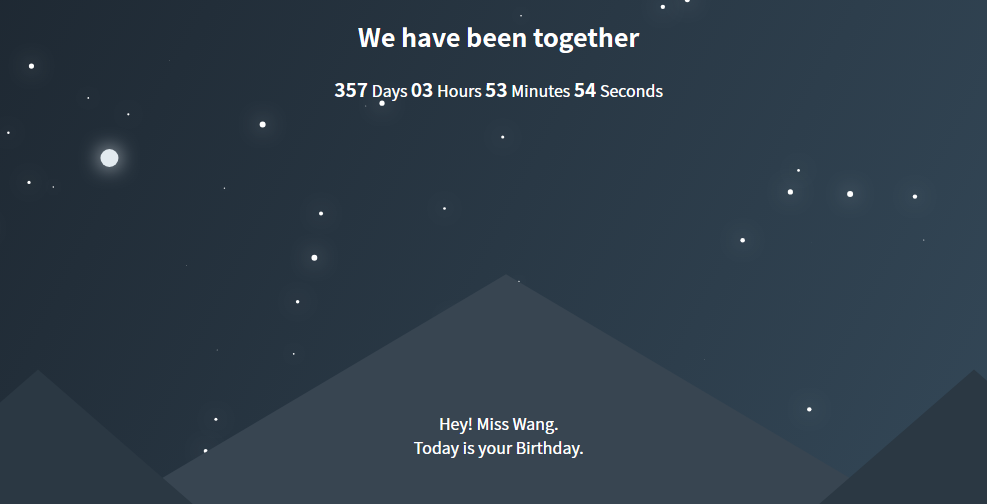 We have been together
357 Days 03 Hours 53 Minutes 54 Seconds
Hey! Miss Wang.
Today is your Birthday.